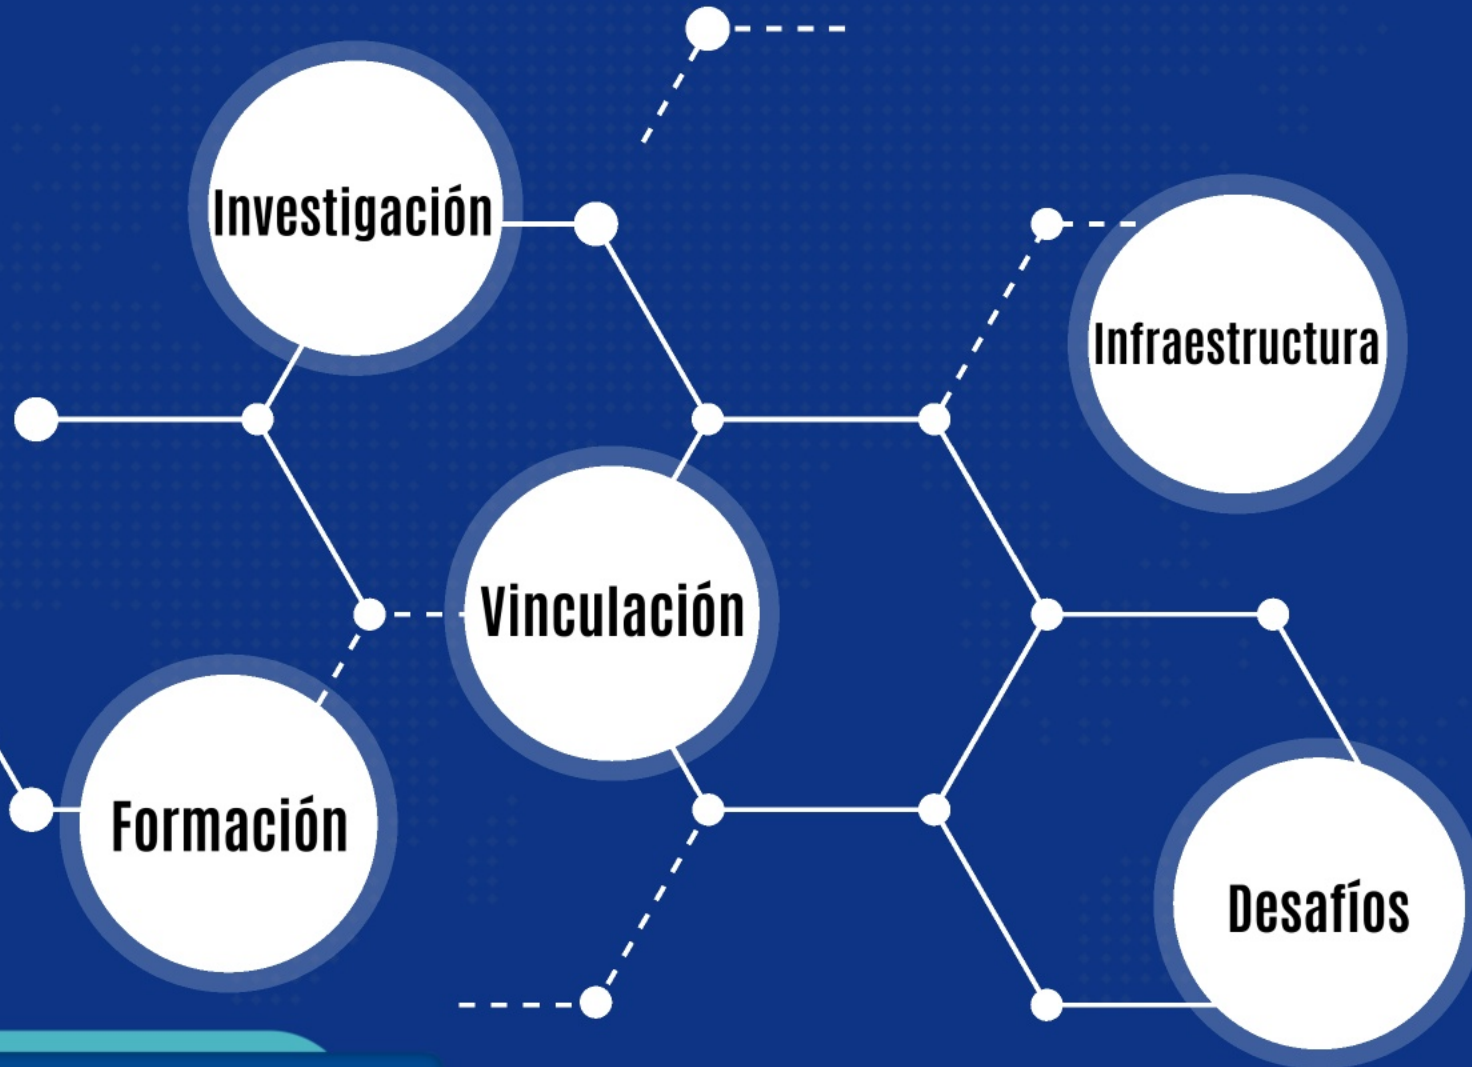 Investigación
Infraestructura
Vinculación
Formación
Desafíos